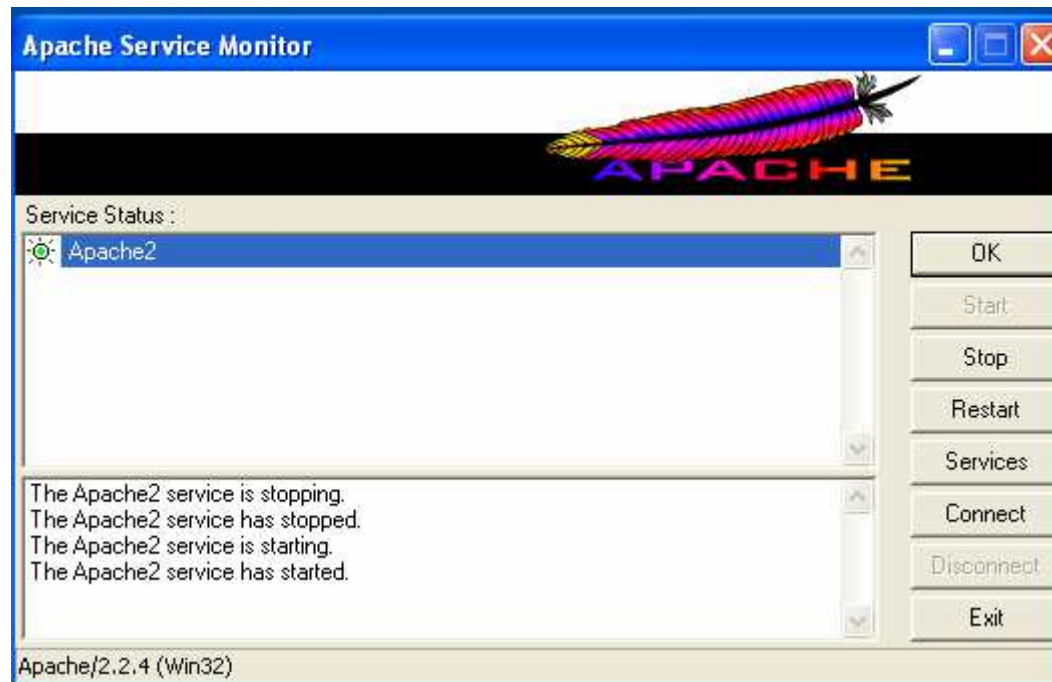 Apache Service Monitor
APACHE
Service Status :
Apache2
OK
Start
Stop
Restart
Services
Connect
Disconnect
Exit
The Apache2 service is stopping.
The Apache2 service has stopped.
The Apache2 service is starting.
The Apache2 service has started.
Apache/2.2.4 (Win32)